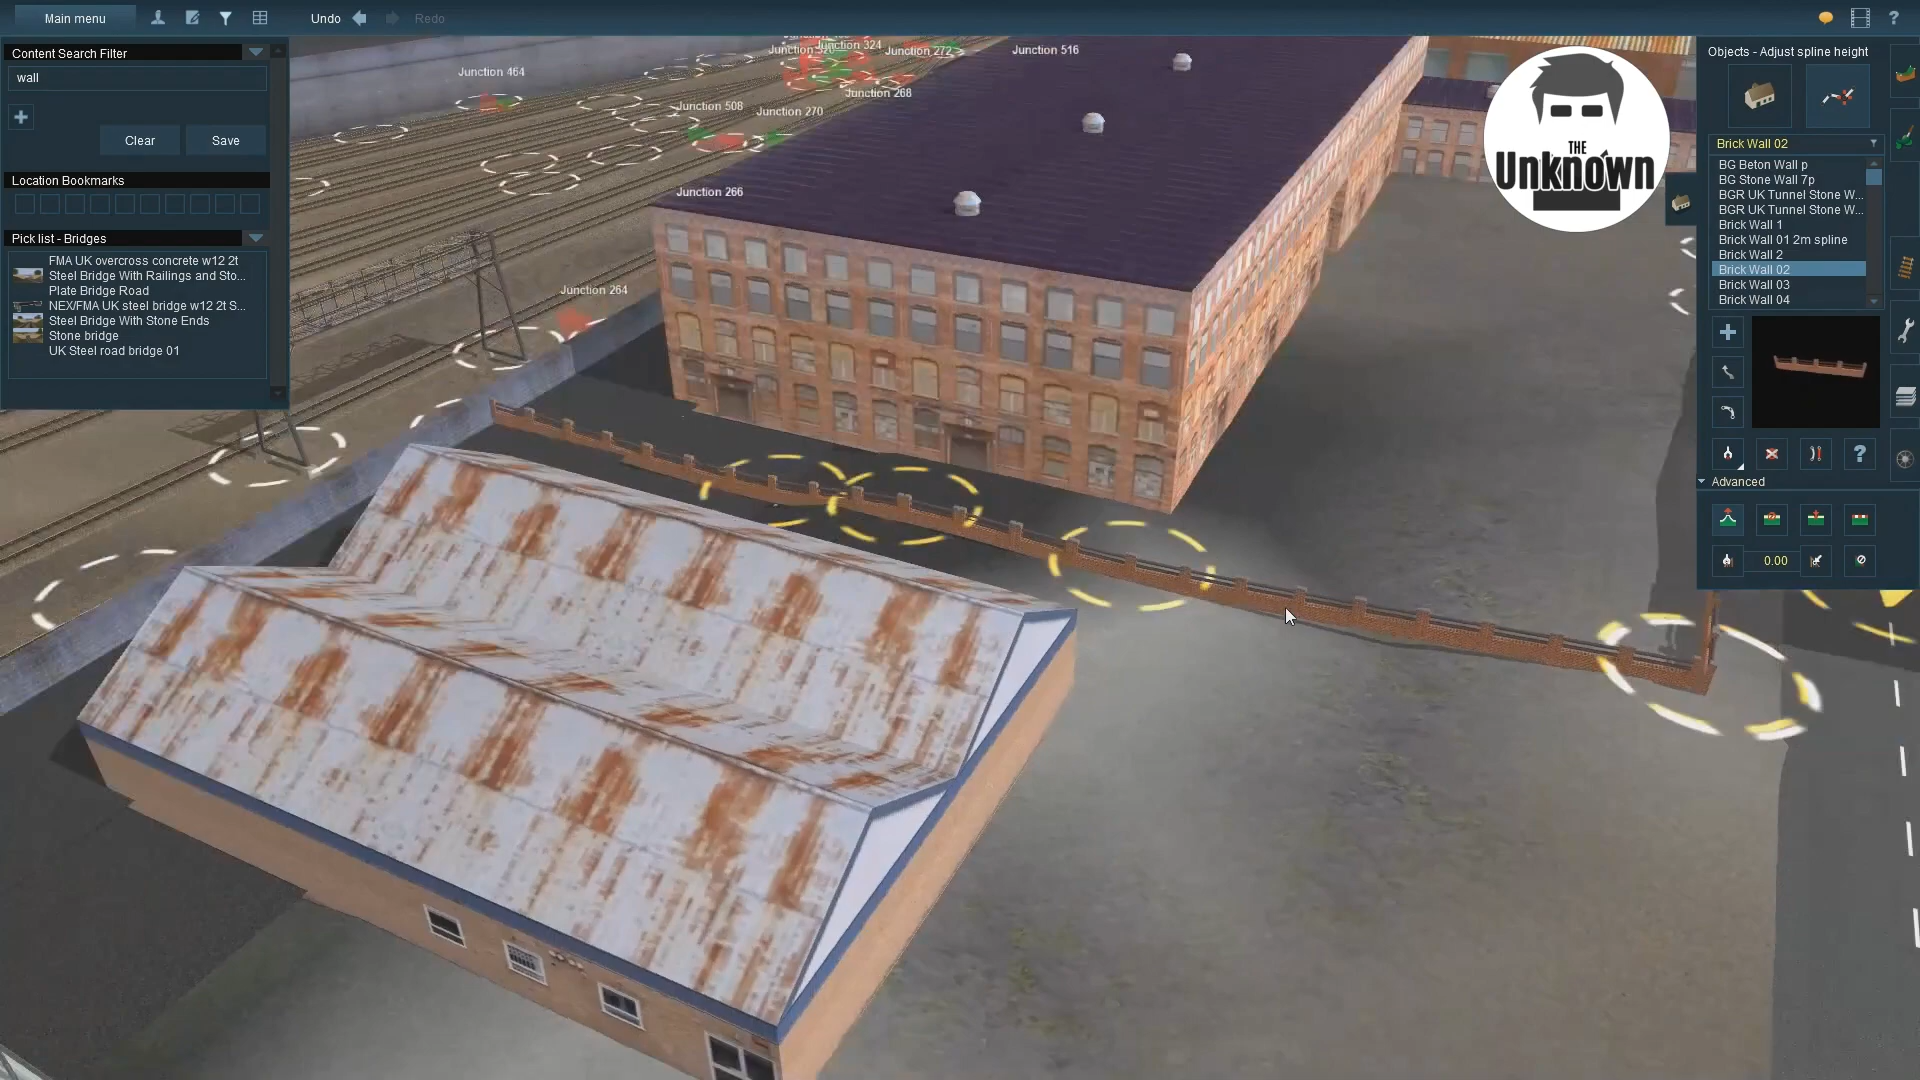 Main menu
Undo
Redo
?
Content Search Filter
wall
Clear
Save
Location Bookmarks
Pick list - Bridges
FMA UK overcross concrete w12 2t
Steel Bridge With Railings and Sto...
Plate Bridge Road
NEX/FMA UK steel bridge w12 2t S...
Steel Bridge With Stone Ends
Stone bridge
UK Steel road bridge 01
Junction 464
Junction 324
Junction 272
Junction 516
Junction 268
Junction 508
Junction 270
Junction 266
Junction 264
THE
Unknown
Objects - Adjust spline height
Brick Wall 02
BG Beton Wall p
BG Stone Wall 7p
BGR UK Tunnel Stone W...
BGR UK Tunnel Stone W...
Brick Wall 1
Brick Wall 01 2m spline
Brick Wall 2
Brick Wall 02
Brick Wall 03
Brick Wall 04
?
Advanced
0.00